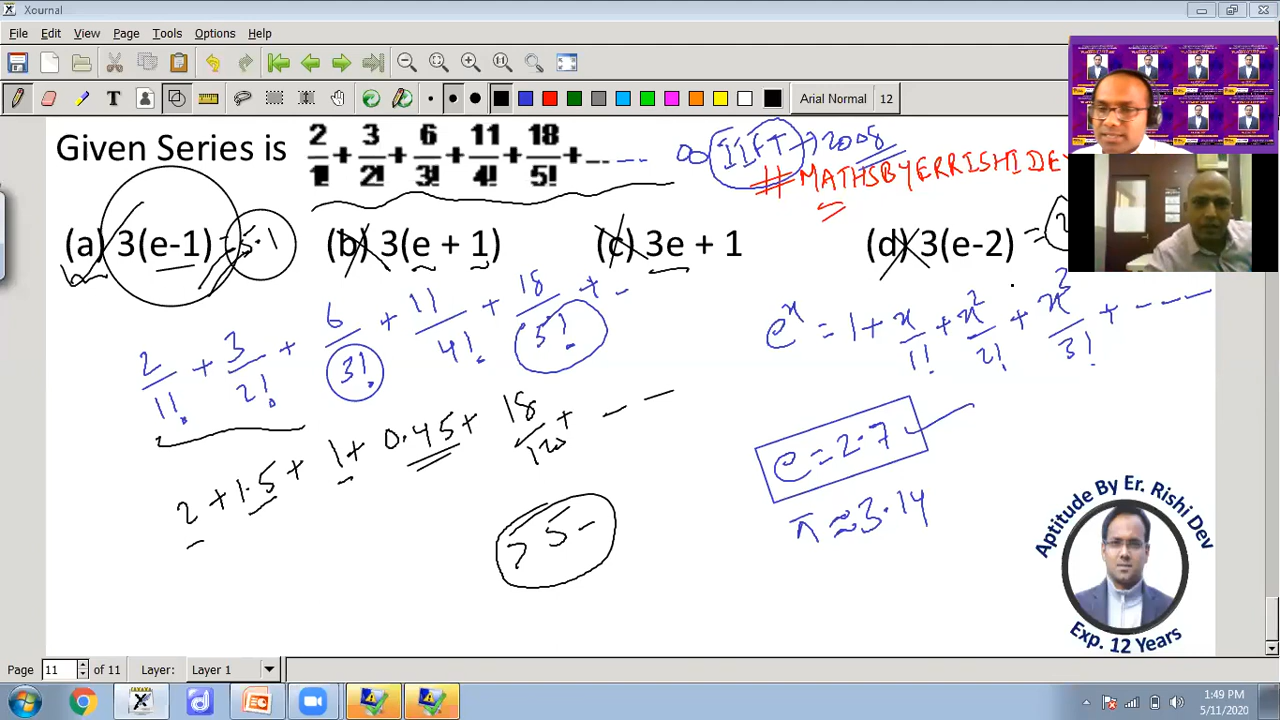 Xournal
File Edit View Page Tools Options Help
Arial Normal 12
Given Series is 2/1! + 3/2! + 6/3! + 11/4! + 18/5! + ......
IIFT → 2008
# MATHSBYERRISHIDEV
(a) 3(e-1) = 5.1 (b) 3(e + 1) (c) 3e + 1 (d) 3(e-2) = 2
2/1! + 3/2! + 6/3! + 11/4! + 18/5! + --
e^x = 1 + x/1! + x²/2! + x³/3! + ----
2 + 1.5 + 1 + 0.45 + 18/120 + --
e = 2.7
π ≈ 3.14
> 5 -
Aptitude By Er. Rishi Dev
Exp. 12 Years
Page 11 of 11 Layer: Layer 1
1:49 PM
5/11/2020